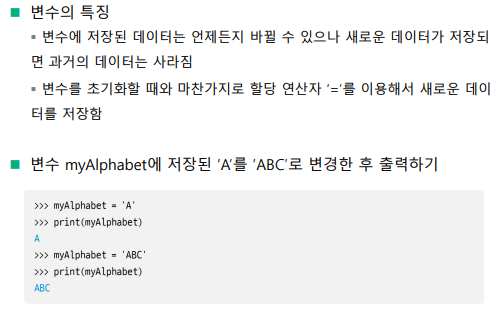 ■ 변수의 특징
▪ 변수에 저장된 데이터는 언제든지 바뀔 수 있으나 새로운 데이터가 저장되
면 과거의 데이터는 사라짐
▪ 변수를 초기화할 때와 마찬가지로 할당 연산자 ‘=’를 이용해서 새로운 데이
터를 저장함
■ 변수 myAlphabet에 저장된 ‘A’를 ‘ABC’로 변경한 후 출력하기
>>> myAlphabet = 'A'
>>> print(myAlphabet)
A
>>> myAlphabet = 'ABC'
>>> print(myAlphabet)
ABC